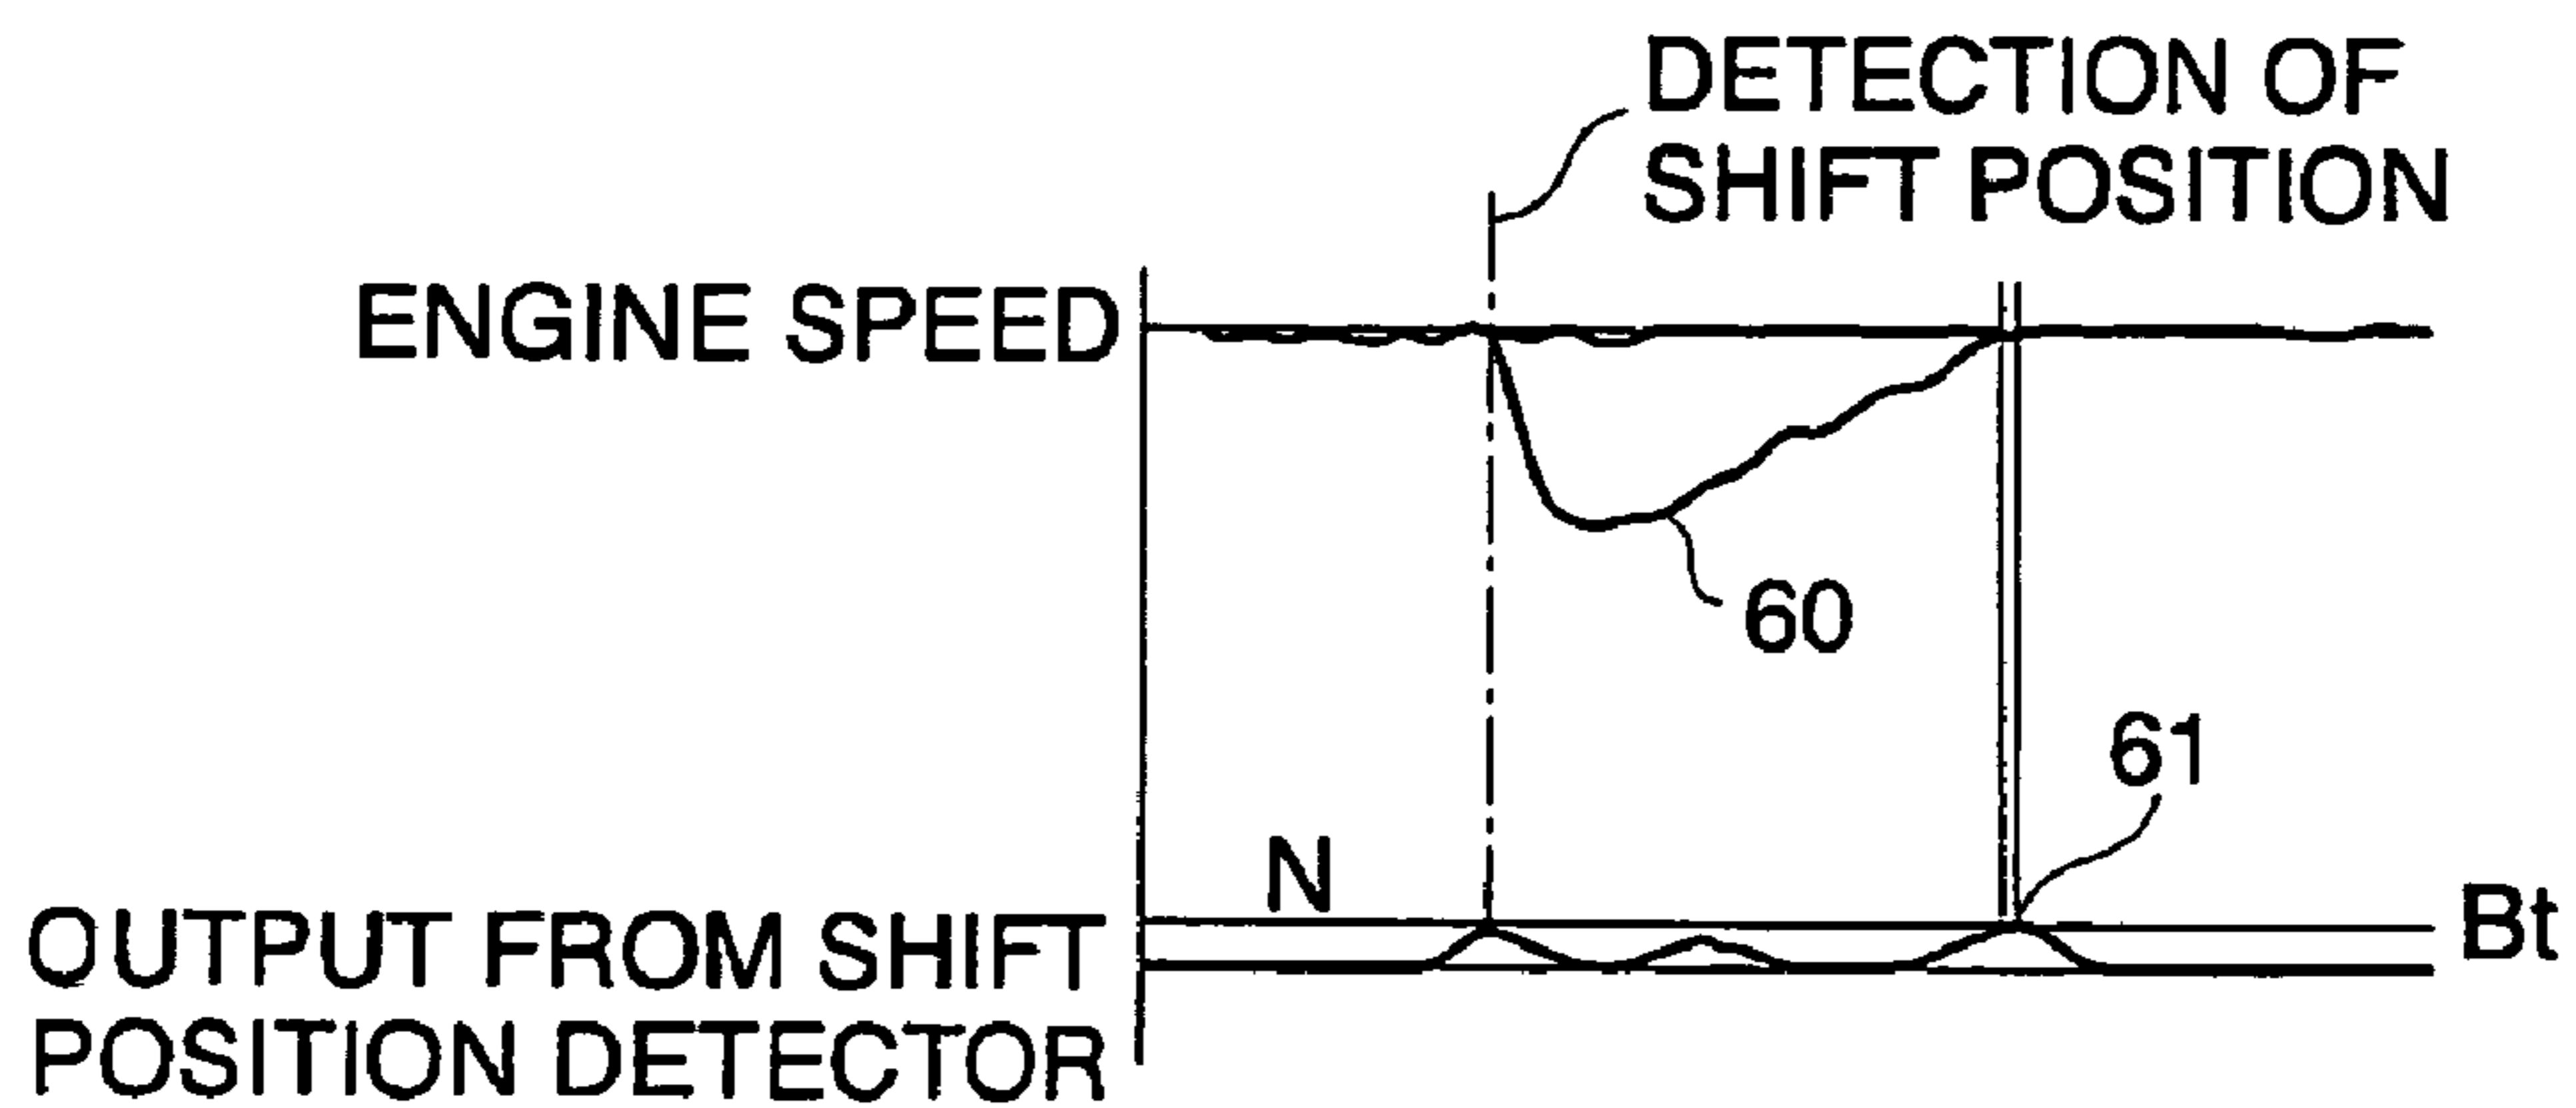 DETECTION OF
SHIFT POSITION
ENGINE SPEED
60
61
N
Bt
OUTPUT FROM SHIFT
POSITION DETECTOR